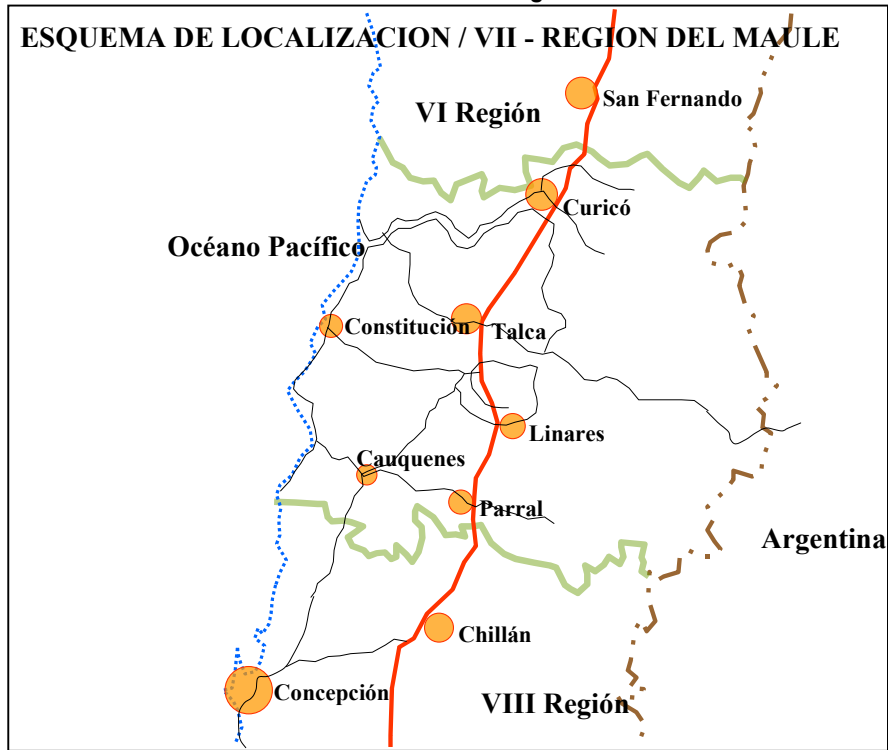 ESQUEMA DE LOCALIZACION / VII - REGION DEL MAULE
San Fernando
VI Región
Curicó
Océano Pacífico
Constitución
Talca
Linares
Cauquenes
Parral
Argentina
Chillán
Concepción
VIII Región